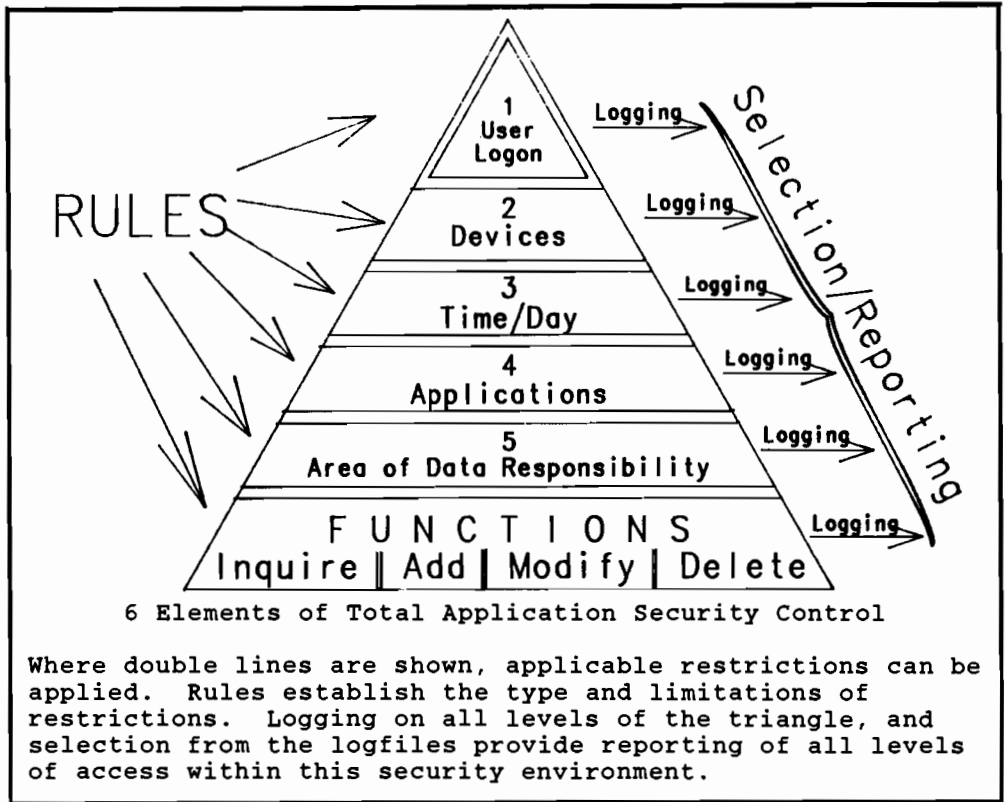 1
User
Logon
RULES
2
Devices
3
Time/Day
4
Applications
5
Area of Data Responsibility
FUNCTIONS
Inquire Add Modify Delete
Logging
Logging
Logging
Logging
Logging
Logging
Selection/Reporting
6 Elements of Total Application Security Control
Where double lines are shown, applicable restrictions can be
applied. Rules establish the type and limitations of
restrictions. Logging on all levels of the triangle, and
selection from the logfiles provide reporting of all levels
of access within this security environment.